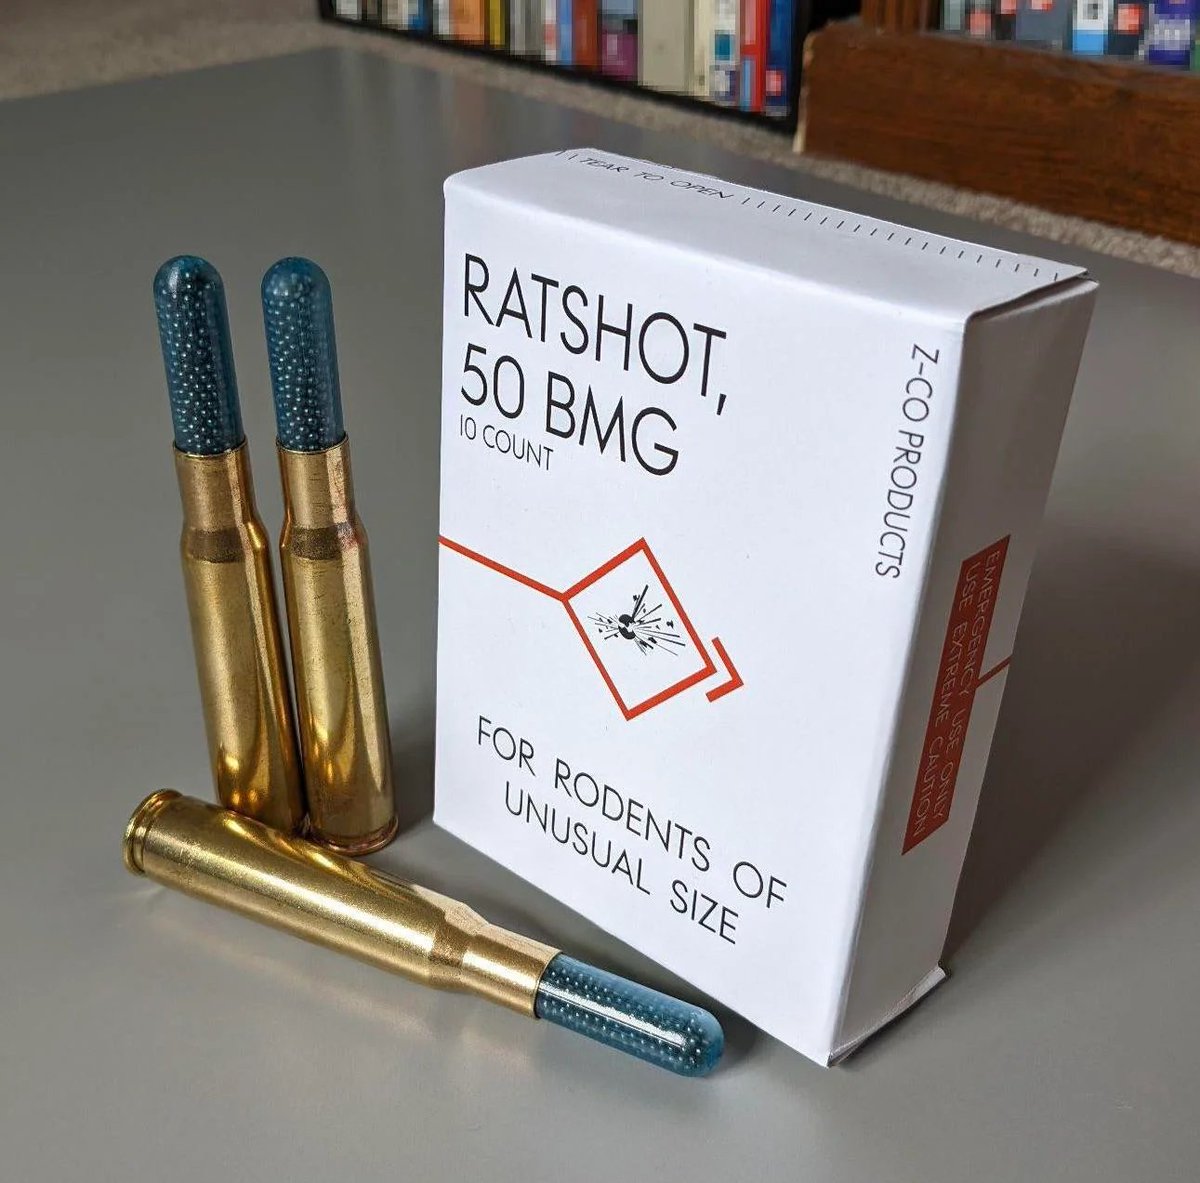 TEAR TO OPEN
RATSHOT,
50 BMG
10 COUNT
Z-CO PRODUCTS
FOR RODENTS OF
UNUSUAL SIZE
EMERGENCY USE ONLY
USE EXTREME CAUTION